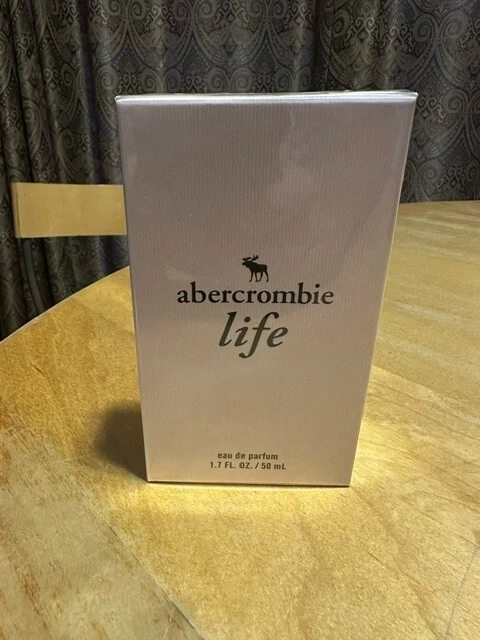 abercrombie
life
eau de parfum
1.7 FL. OZ. / 50 mL